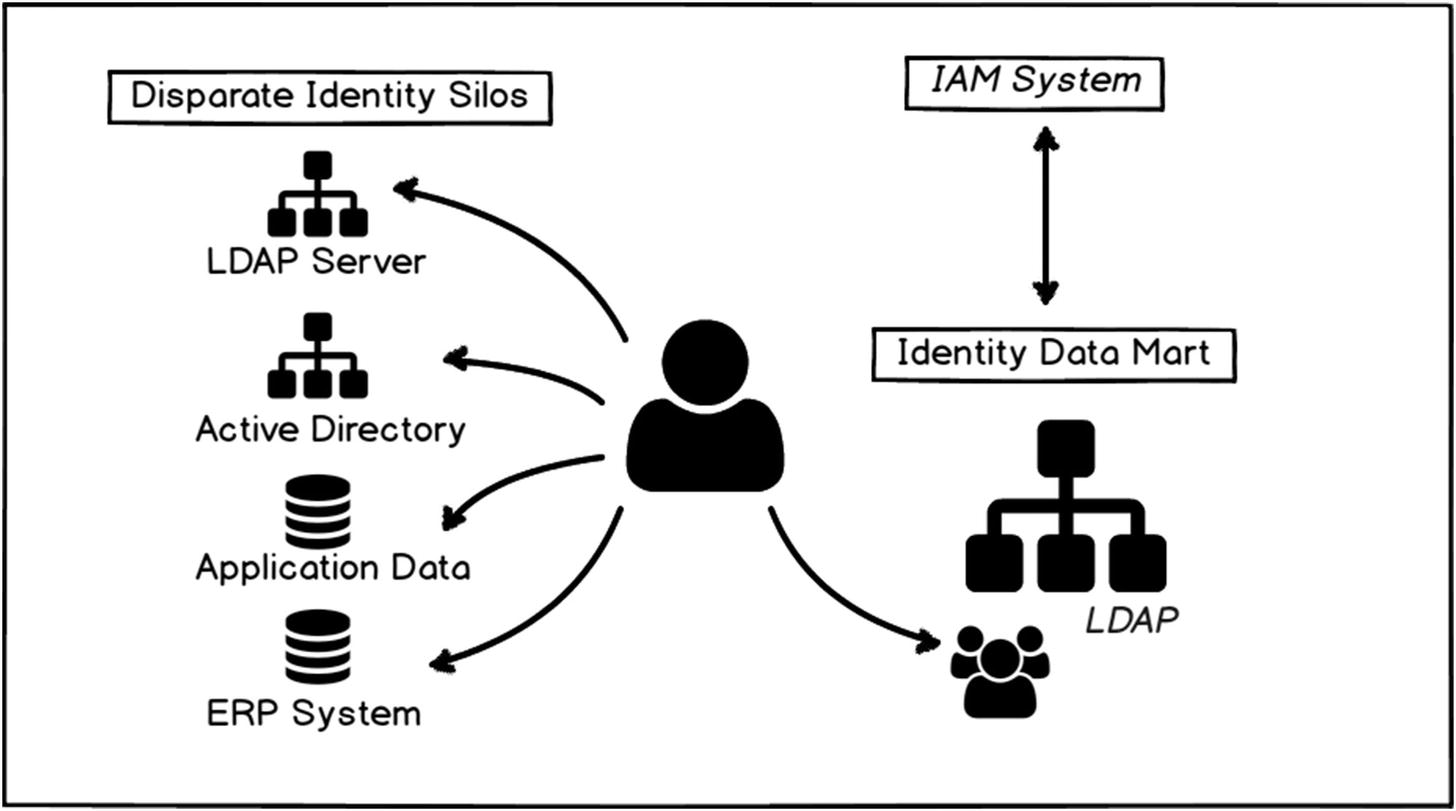 Disparate Identity Silos
LDAP Server
Active Directory
Application Data
ERP System
IAM System
Identity Data Mart
LDAP